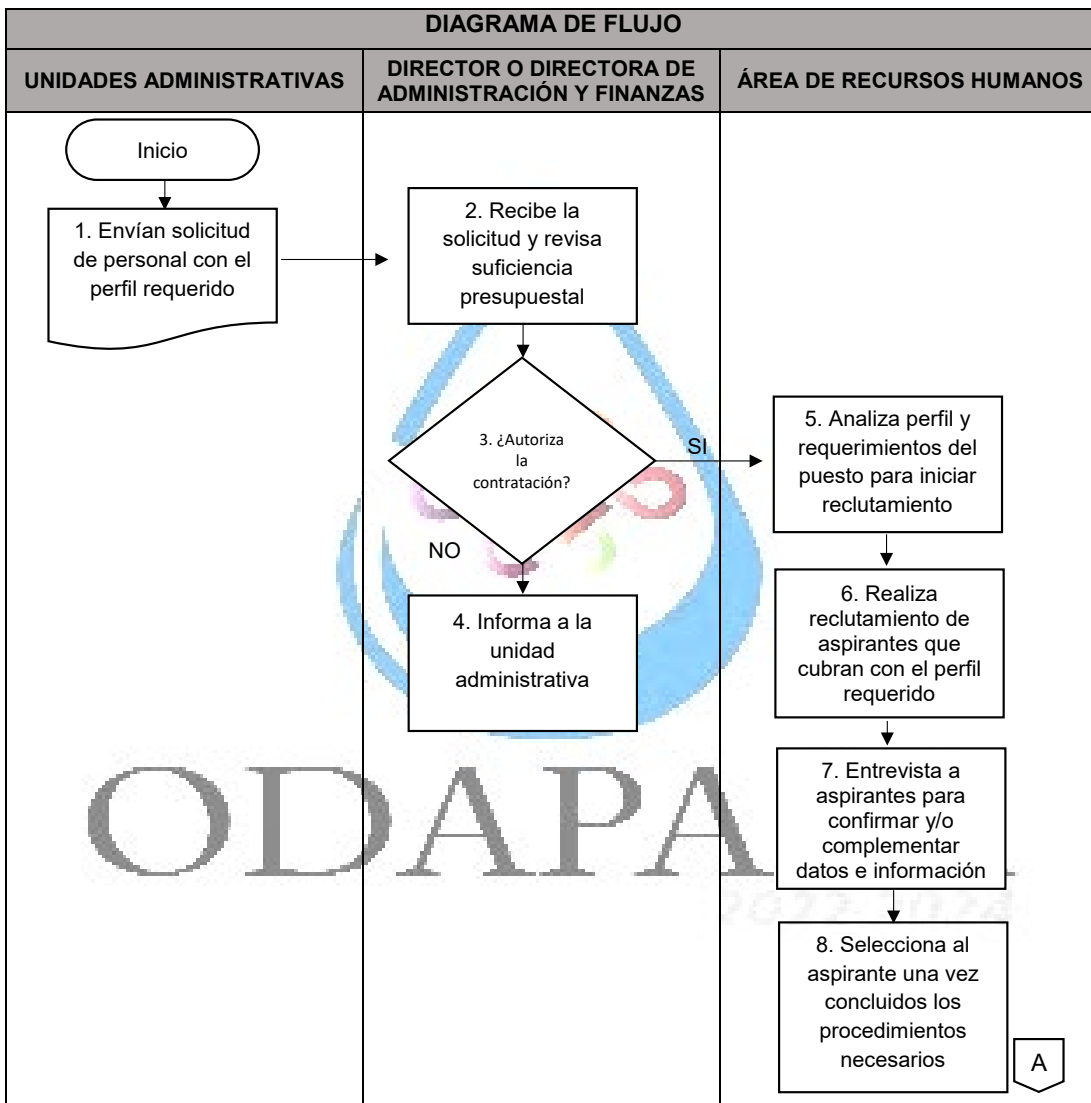 DIAGRAMA DE FLUJO
UNIDADES ADMINISTRATIVAS
DIRECTOR O DIRECTORA DE
ADMINISTRACIÓN Y FINANZAS
ÁREA DE RECURSOS HUMANOS
Inicio
1. Envían solicitud
de personal con el
perfil requerido
2. Recibe la
solicitud y revisa
suficiencia
presupuestal
3. ¿Autoriza
la
contratación?
SI
NO
4. Informa a la
unidad
administrativa
5. Analiza perfil y
requerimientos del
puesto para iniciar
reclutamiento
6. Realiza
reclutamiento de
aspirantes que
cubran con el perfil
requerido
7. Entrevista a
aspirantes para
confirmar y/o
complementar
datos e información
8. Selecciona al
aspirante una vez
concluidos los
procedimientos
necesarios
A
2022-2024